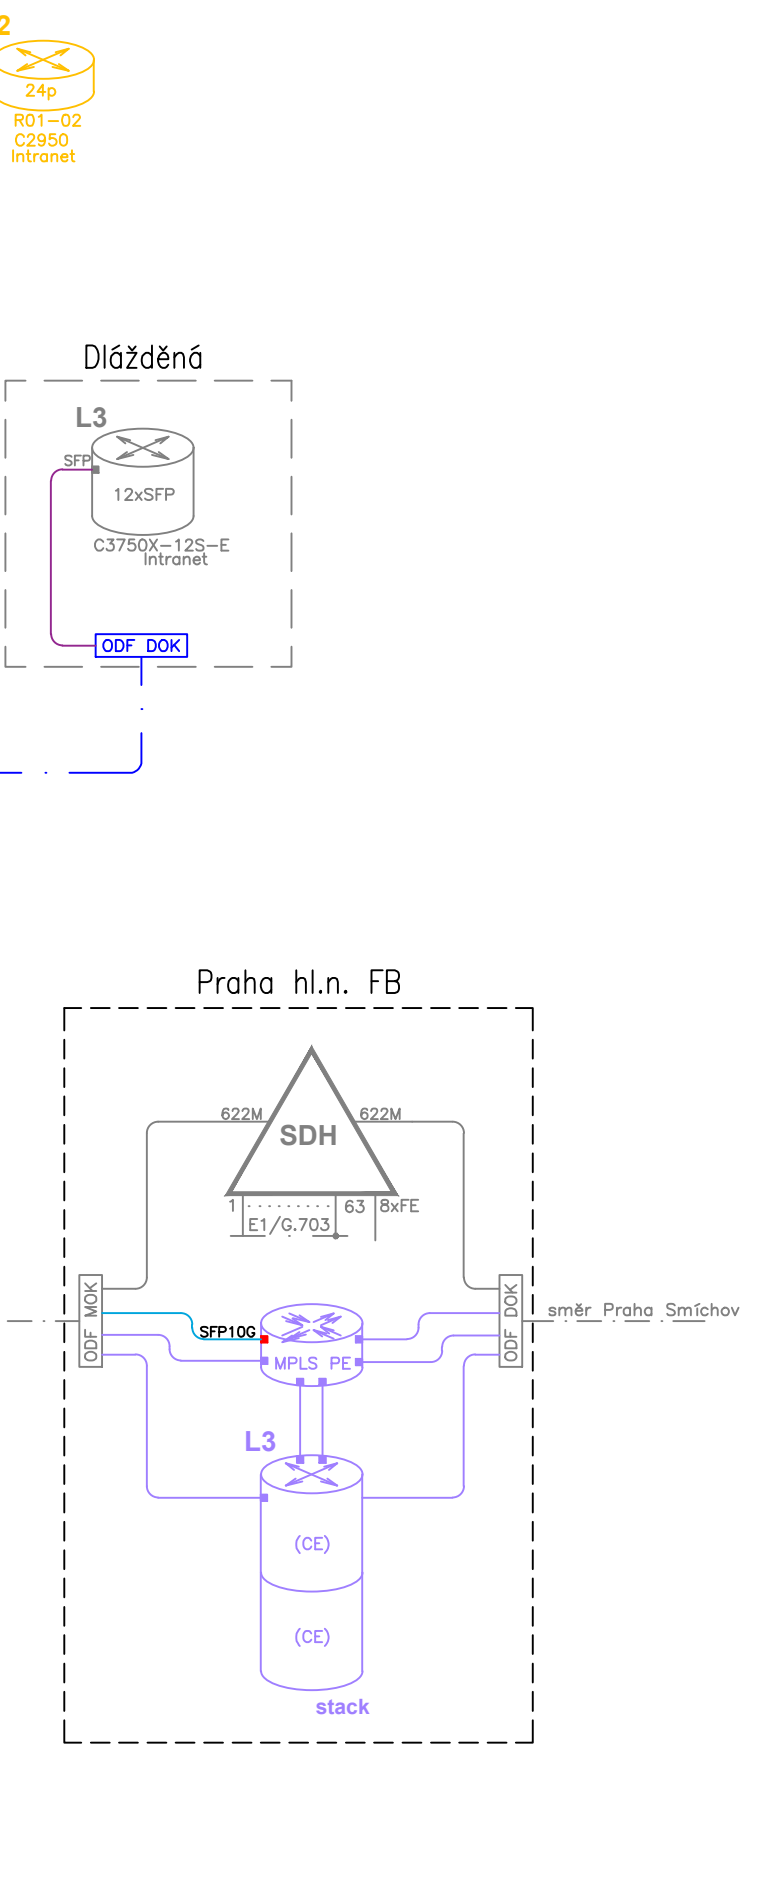 2
24p
R01-02
C2950
Intranet
Dlážděná
L3
SFP
12xSFP
C3750X-12S-E
Intranet
ODF DOK
Praha hl.n. FB
622M
622M
SDH
1
63
8xFE
E1/G.703
ODF MOK
ODF DOK
směr Praha Smíchov
SFP10G
MPLS PE
L3
(CE)
(CE)
stack